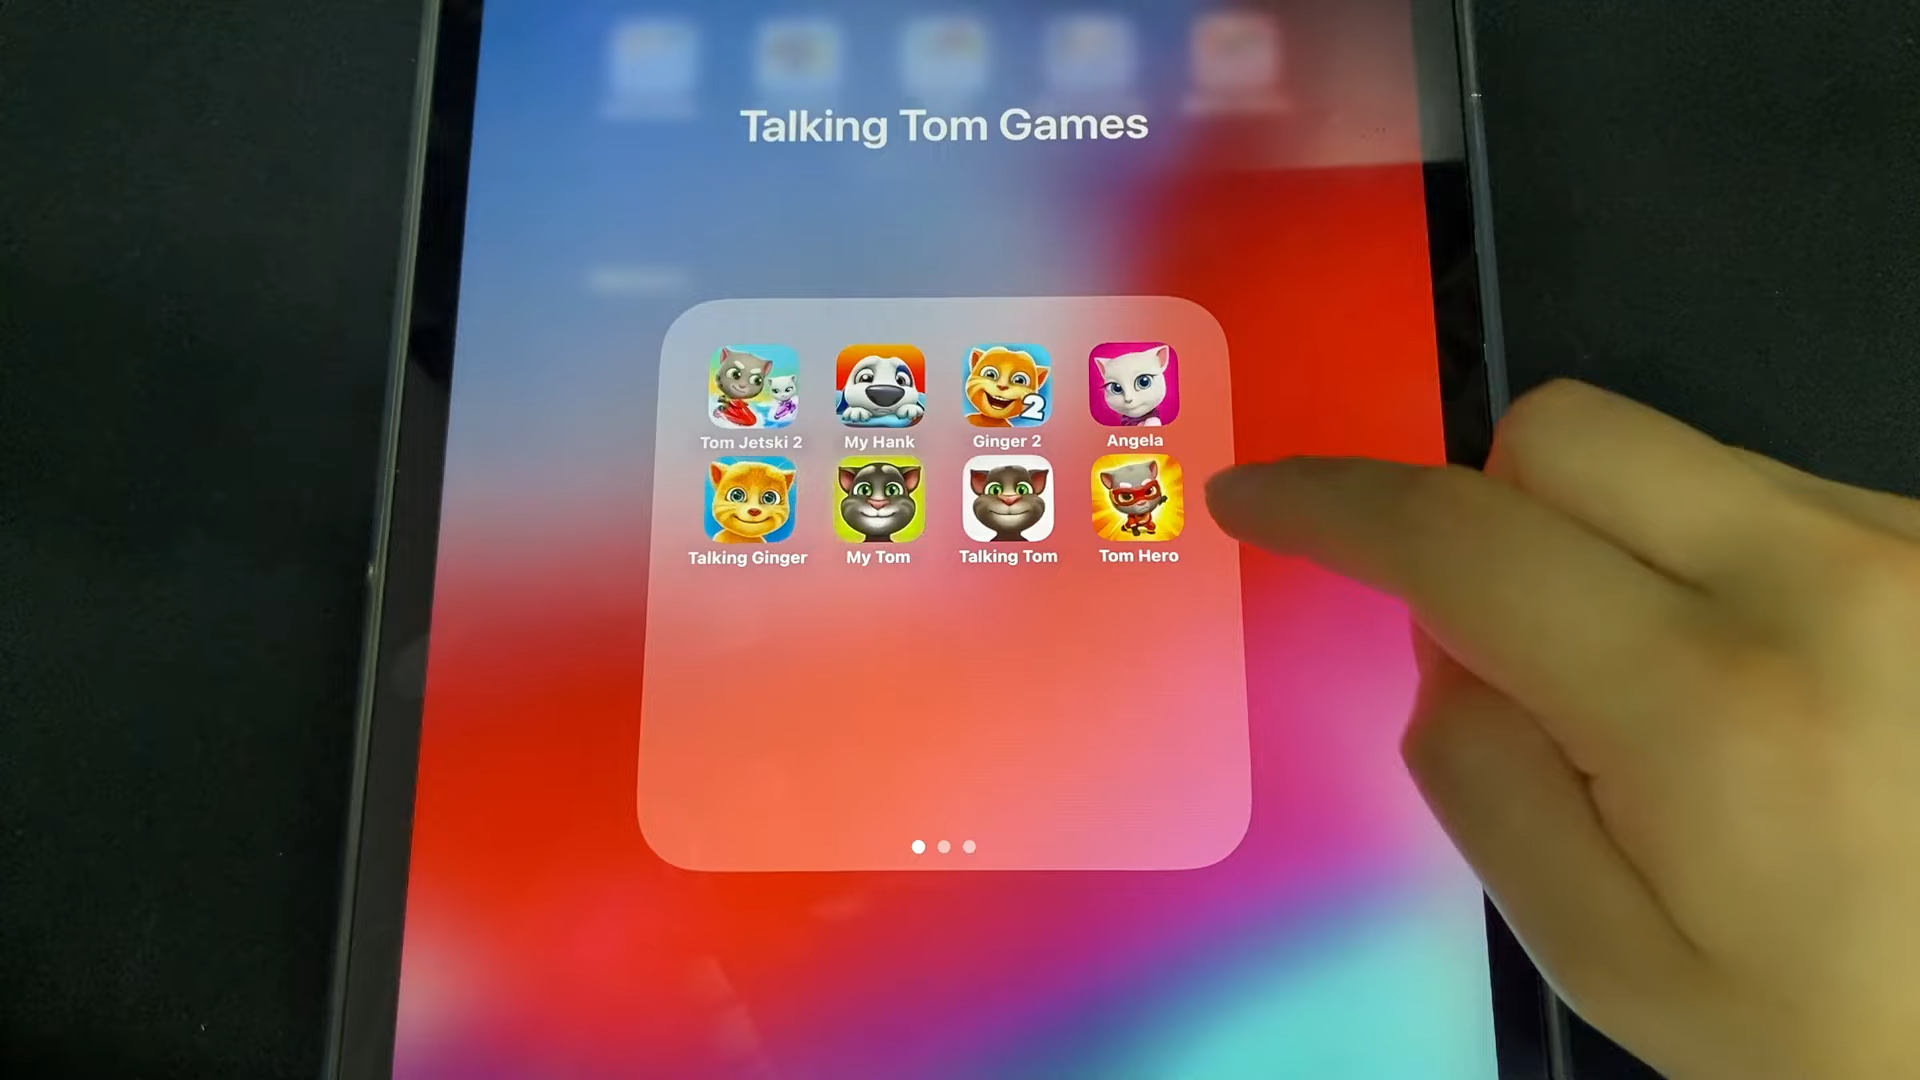 Talking Tom Games
Tom Jetski 2 My Hank Ginger 2 Angela
2
Talking Ginger My Tom Talking Tom Tom Hero